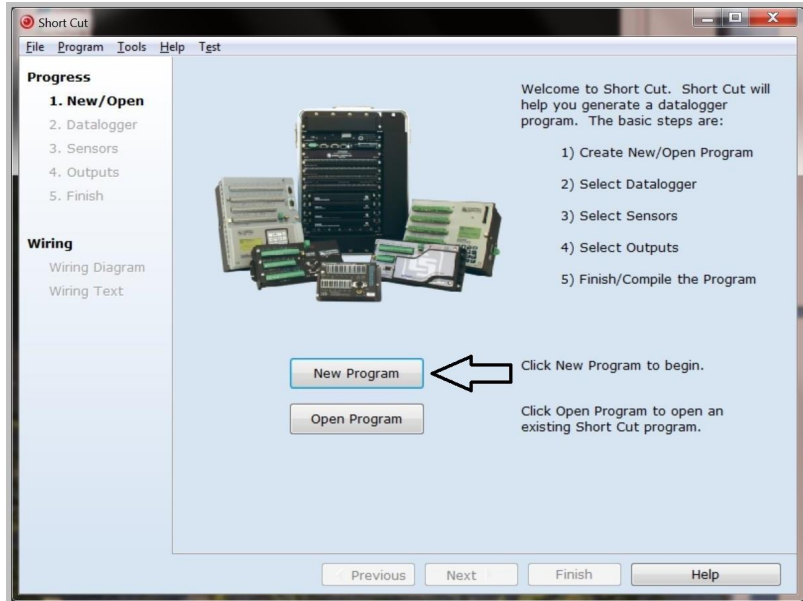 Short Cut
File Program Tools Help Test
Progress
1. New/Open
2. Datalogger
3. Sensors
4. Outputs
5. Finish
Wiring
Wiring Diagram
Wiring Text
Welcome to Short Cut. Short Cut will
help you generate a datalogger
program. The basic steps are:
1) Create New/Open Program
2) Select Datalogger
3) Select Sensors
4) Select Outputs
5) Finish/Compile the Program
New Program
Click New Program to begin.
Open Program
Click Open Program to open an
existing Short Cut program.
Previous
Next
Finish
Help